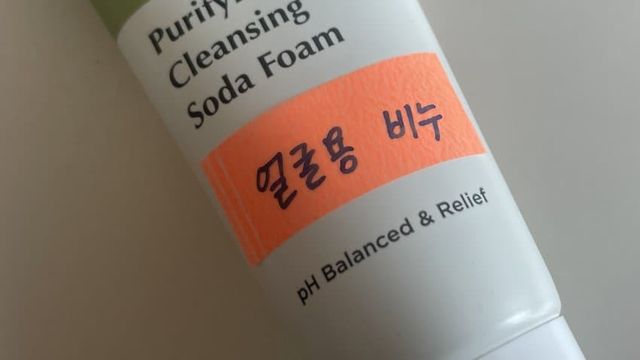 Cleansing
Soda Foam
얼굴용 비누
pH Balanced & Relief